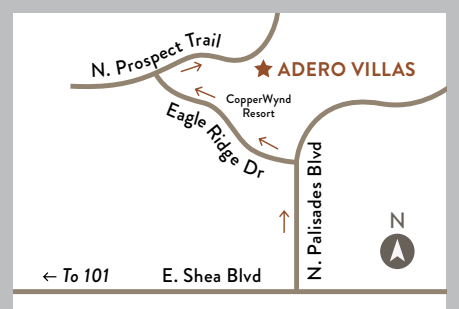 N. Prospect Trail
ADERO VILLAS
CopperWynd
Resort
Eagle Ridge Dr
N. Palisades Blvd
N
← To 101
E. Shea Blvd